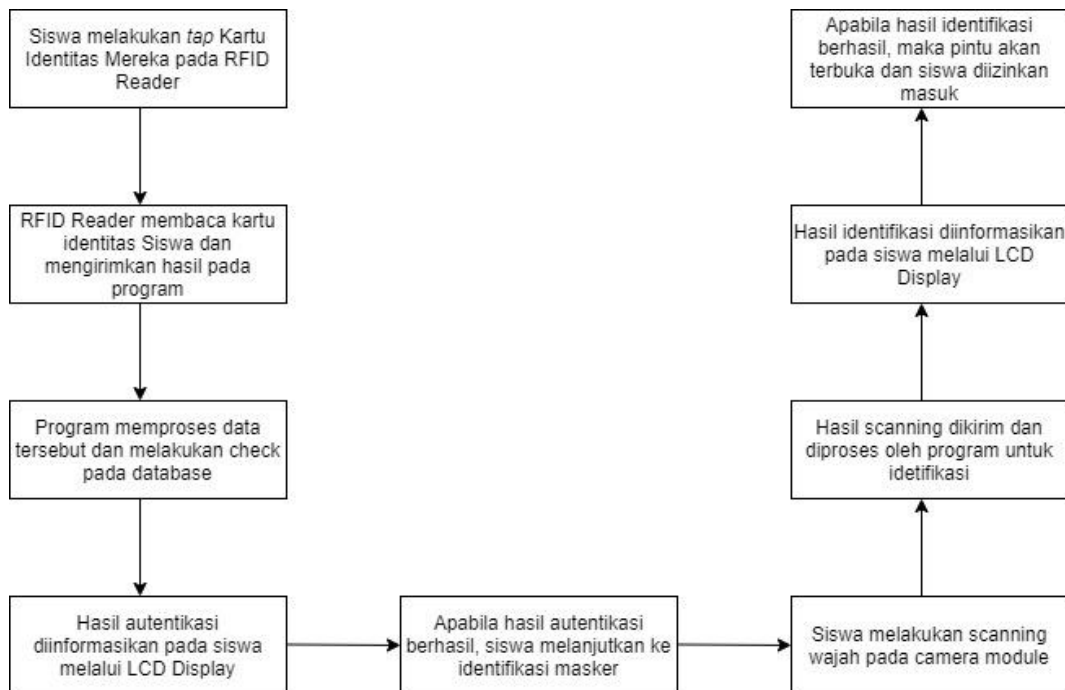 Siswa melakukan tap Kartu
Identitas Mereka pada RFID
Reader
RFID Reader membaca kartu
identitas Siswa dan
mengirimkan hasil pada
program
Program memproses data
tersebut dan melakukan check
pada database
Hasil autentikasi
diinformasikan pada siswa
melalui LCD Display
Apabila hasil autentikasi
berhasil, siswa melanjutkan ke
identifikasi masker
Siswa melakukan scanning
wajah pada camera module
Hasil scanning dikirim dan
diproses oleh program untuk
idetifikasi
Hasil identifikasi diinformasikan
pada siswa melalui LCD
Display
Apabila hasil identifikasi
berhasil, maka pintu akan
terbuka dan siswa diizinkan
masuk